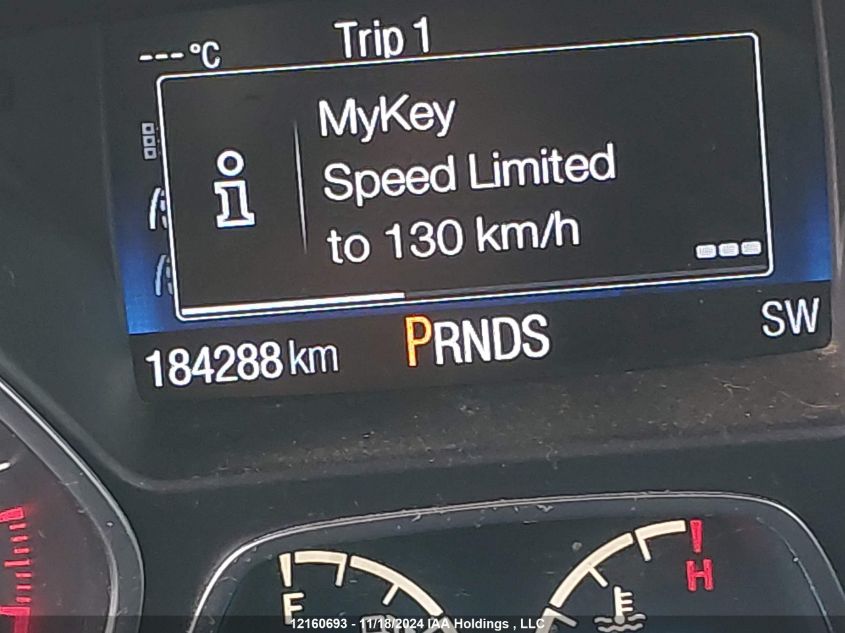 ---°C
Trip 1
MyKey
Speed Limited
to 130 km/h
184288 km
PRNDS
SW
F
H
12160693 - 11/18/2024 IAA Holdings , LLC